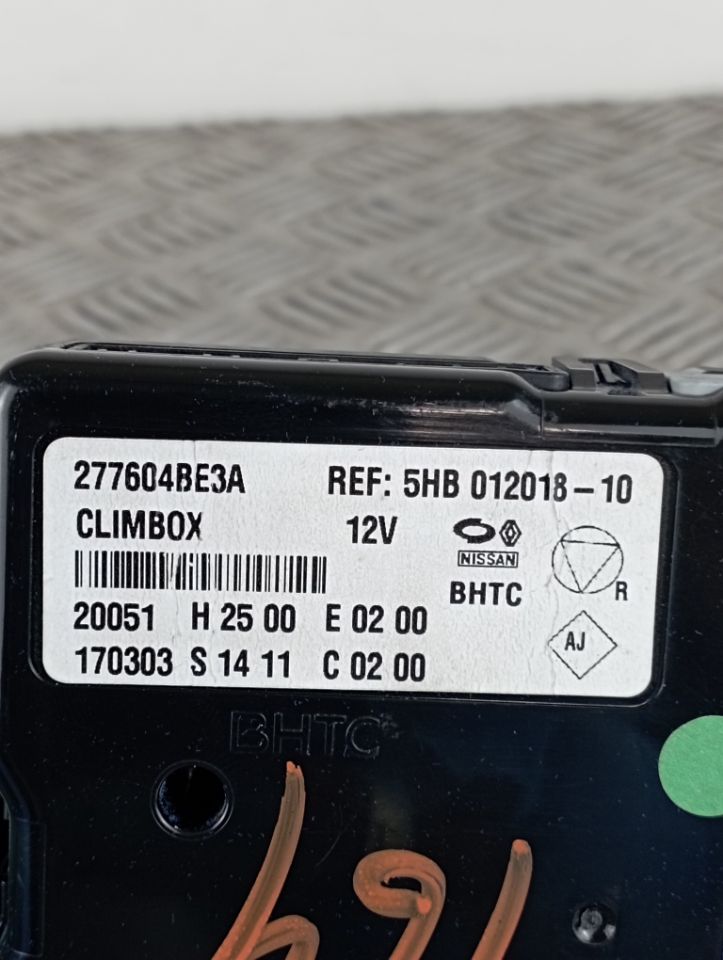 277604BE3A REF: 5HB 012018-10
CLIMBOX 12V
NISSAN
BHTC
R
20051 H 25 00 E 02 00
AJ
170303 S 14 11 C 02 00
BHTC